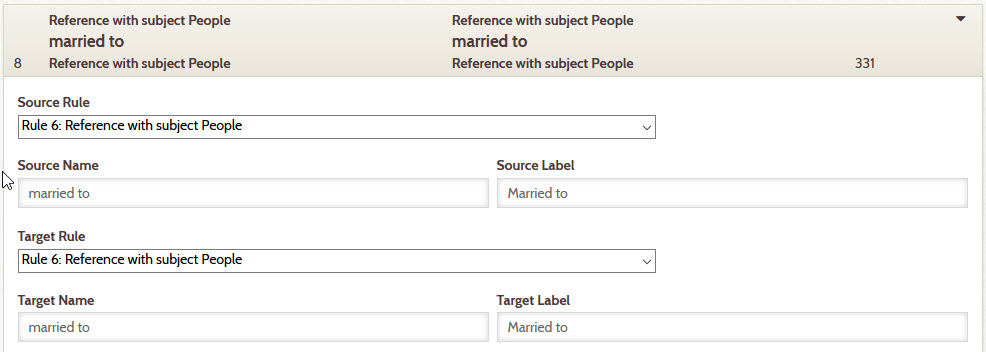 Reference with subject People Reference with subject People
married to married to
8 Reference with subject People Reference with subject People 331
Source Rule
Rule 6: Reference with subject People
Source Name Source Label
married to Married to
Target Rule
Rule 6: Reference with subject People
Target Name Target Label
married to Married to